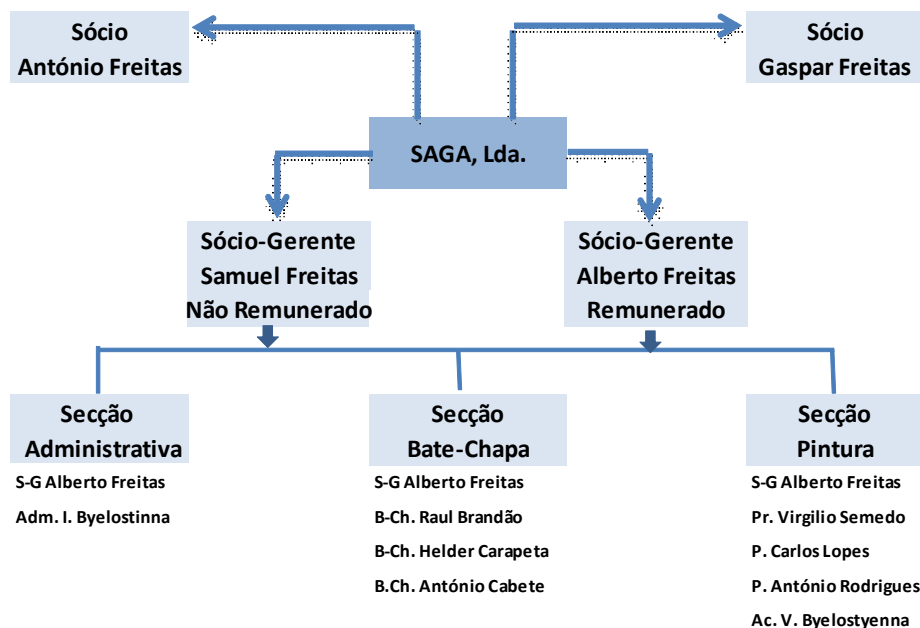 Sócio
António Freitas
Sócio
Gaspar Freitas
SAGA, Lda.
Sócio-Gerente
Samuel Freitas
Não Remunerado
Sócio-Gerente
Alberto Freitas
Remunerado
Secção
Administrativa
S-G Alberto Freitas
Adm. I. Byelostinna
Secção
Bate-Chapa
S-G Alberto Freitas
B-Ch. Raul Brandão
B-Ch. Helder Carapeta
B.Ch. António Cabete
Secção
Pintura
S-G Alberto Freitas
Pr. Virgilio Semedo
P. Carlos Lopes
P. António Rodrigues
Ac. V. Byelostyenna